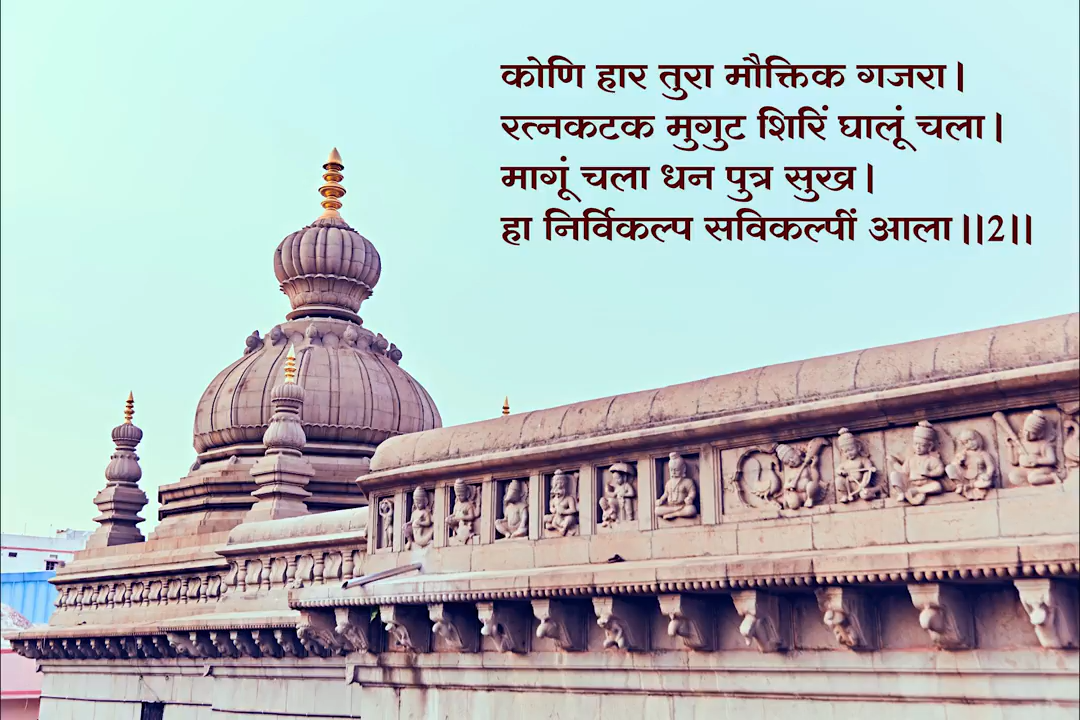 कोणि हार तुरा मौक्तिक गजरा।
रत्नकटक मुगुट शिरिं घालूं चला।
मागूं चला धन पुत्र सुख।
हा निर्विकल्प सविकल्पीं आला।।2।।